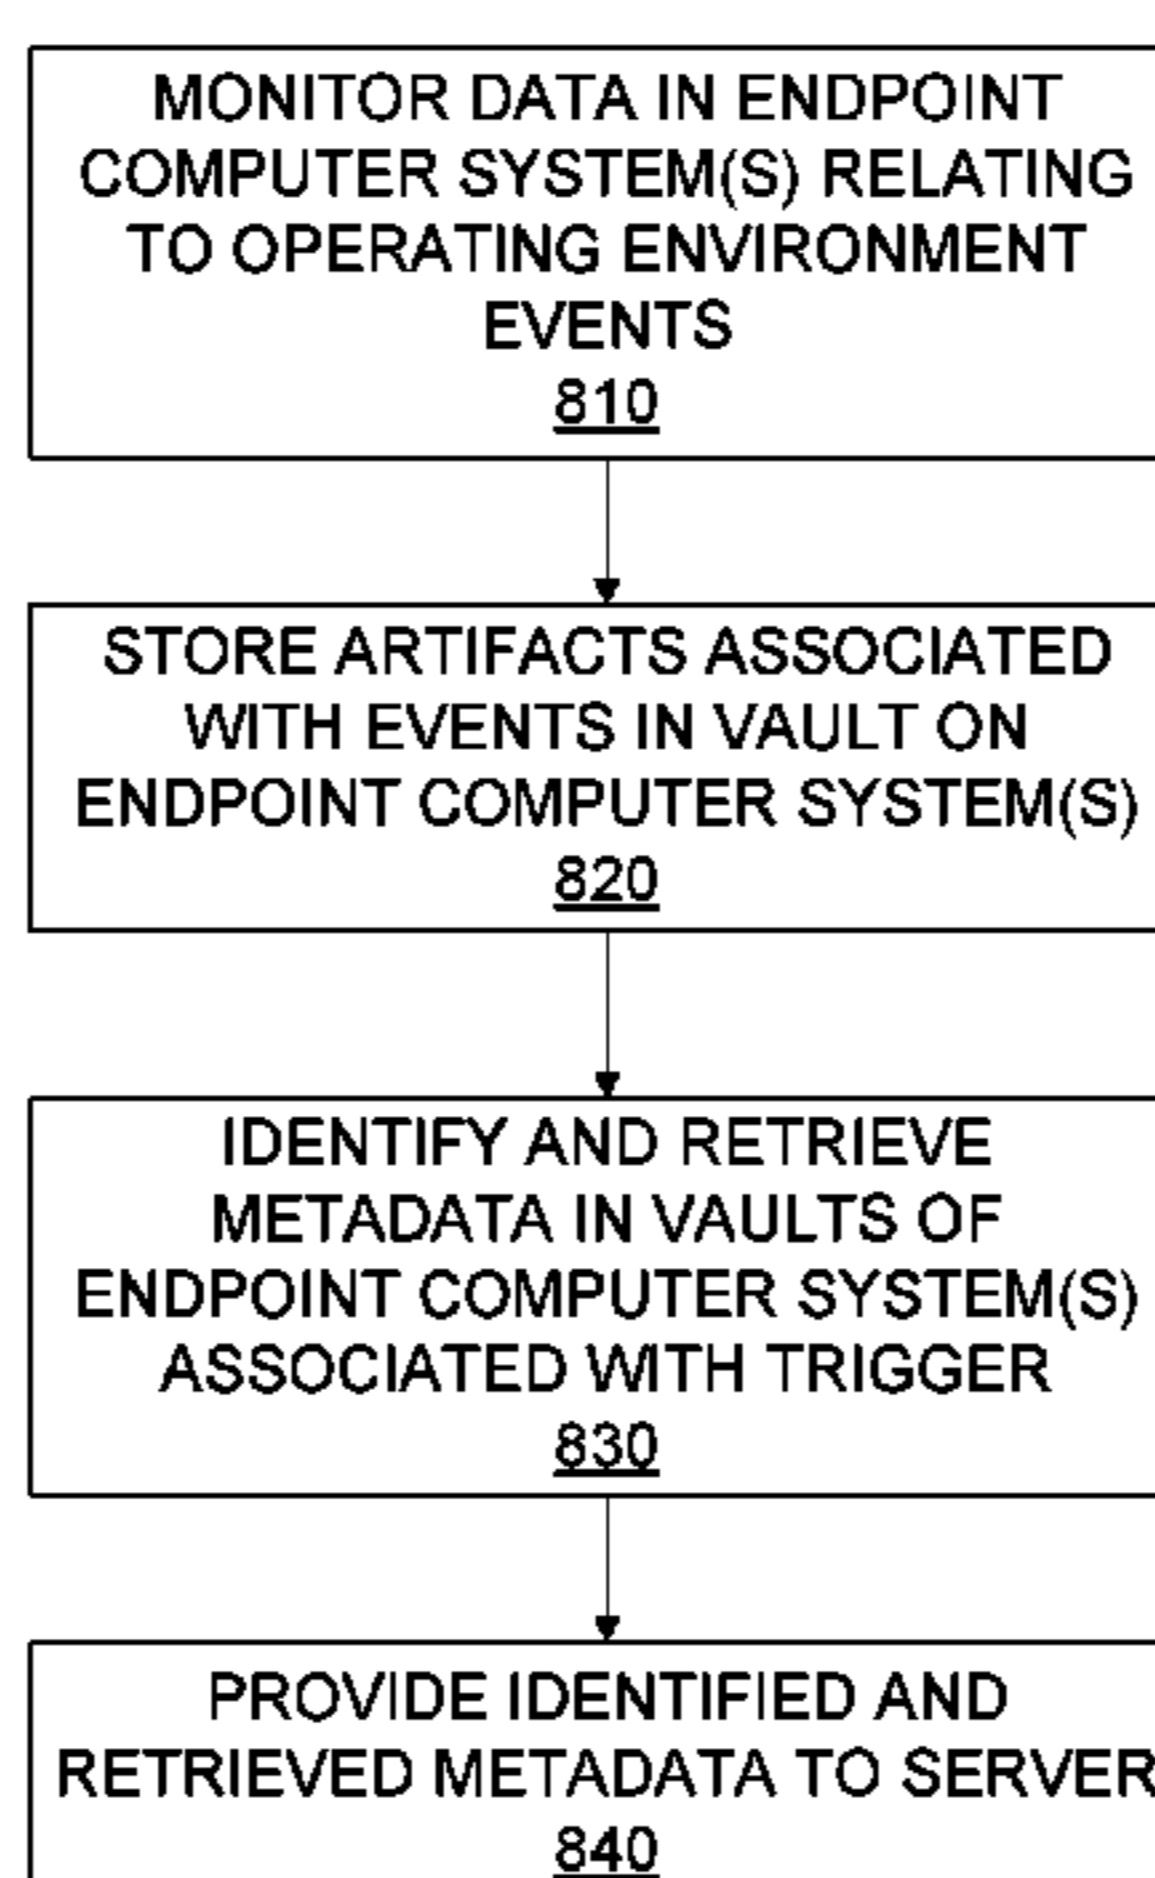 MONITOR DATA IN ENDPOINT
COMPUTER SYSTEM(S) RELATING
TO OPERATING ENVIRONMENT
EVENTS
810
STORE ARTIFACTS ASSOCIATED
WITH EVENTS IN VAULT ON
ENDPOINT COMPUTER SYSTEM(S)
820
IDENTIFY AND RETRIEVE
METADATA IN VAULTS OF
ENDPOINT COMPUTER SYSTEM(S)
ASSOCIATED WITH TRIGGER
830
PROVIDE IDENTIFIED AND
RETRIEVED METADATA TO SERVER
840